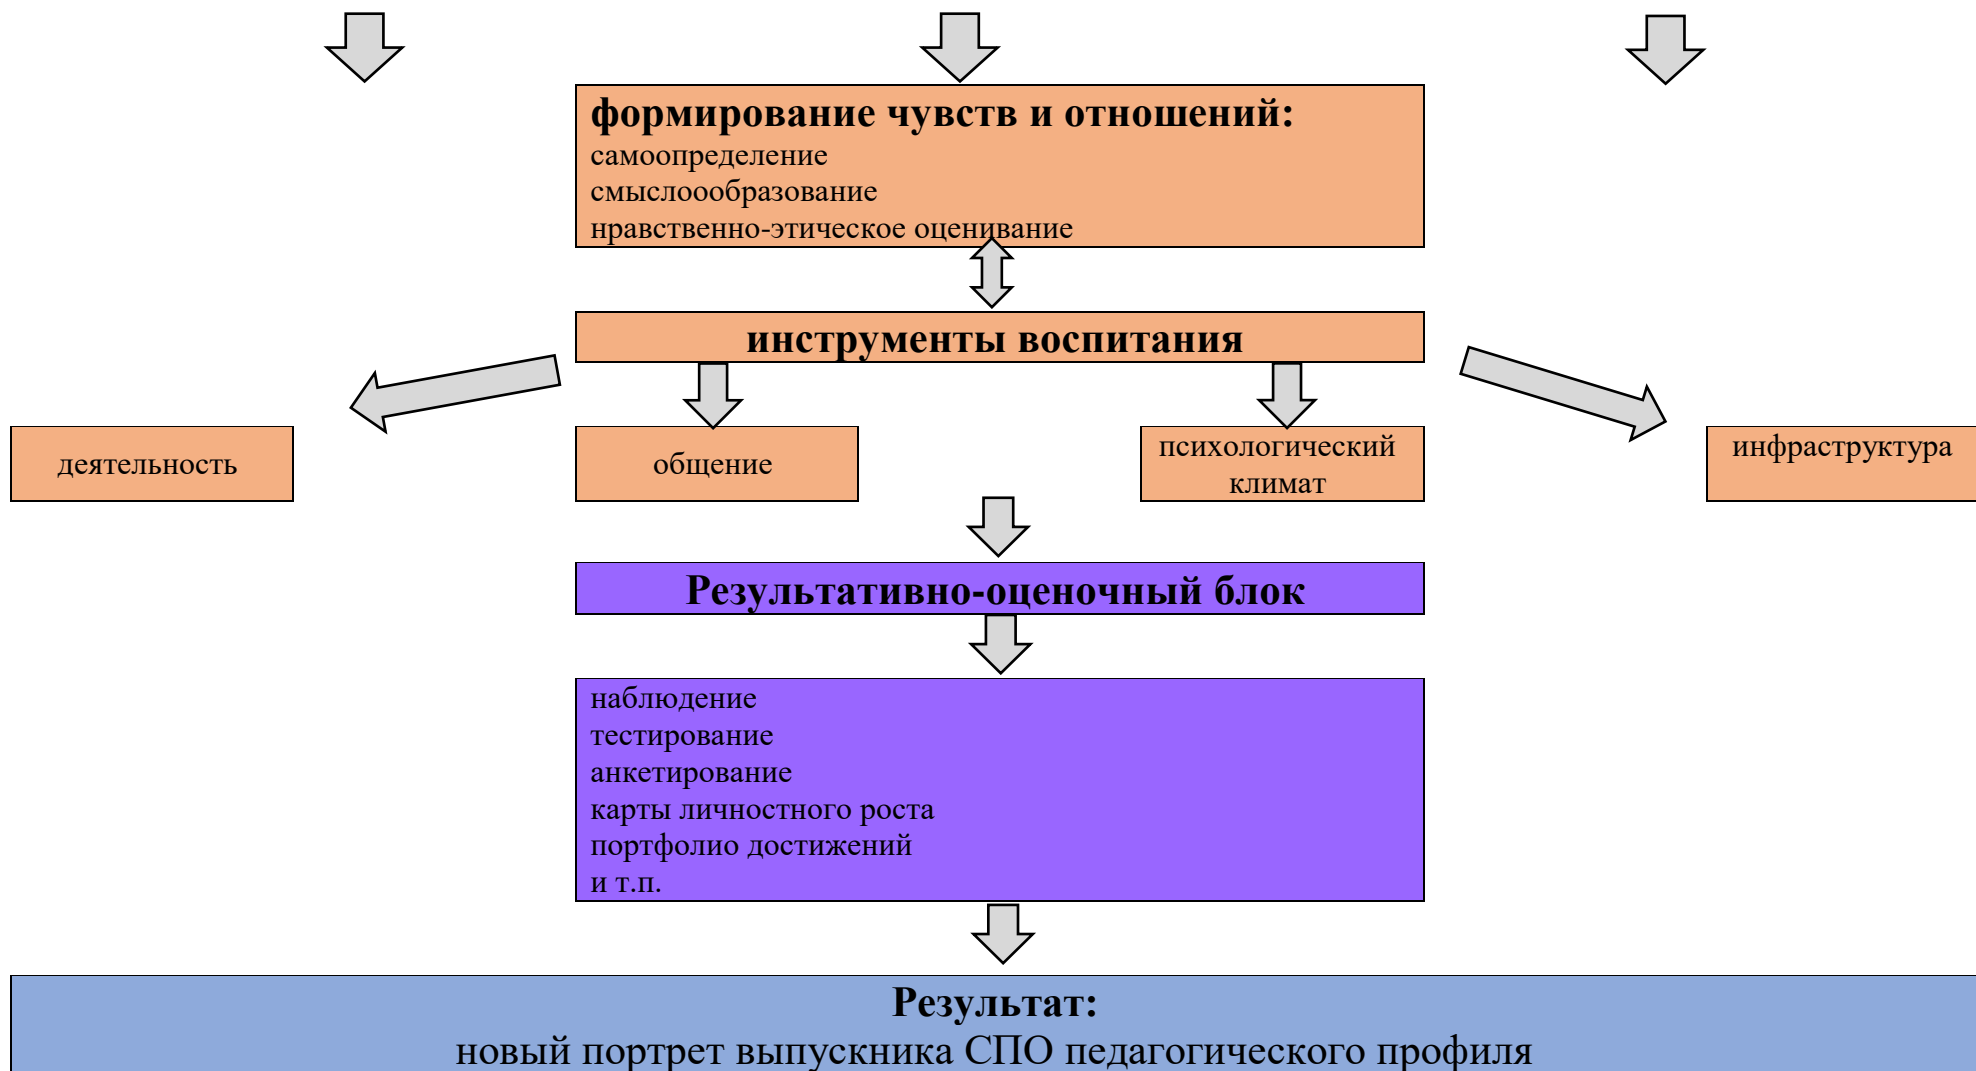 формирование чувств и отношений:
самоопределение
смыслоообразование
нравственно-этическое оценивание
инструменты воспитания
деятельность
общение
психологический
климат
инфраструктура
Результативно-оценочный блок
наблюдение
тестирование
анкетирование
карты личностного роста
портфолио достижений
и т.п.
Результат:
новый портрет выпускника СПО педагогического профиля